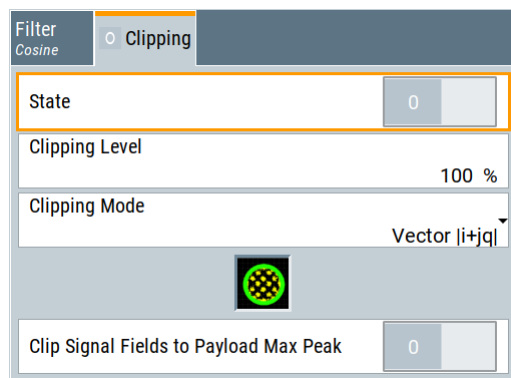 Filter
Cosine
0 Clipping
State
0
Clipping Level
100 %
Clipping Mode
Vector |i+jq|
Clip Signal Fields to Payload Max Peak
0